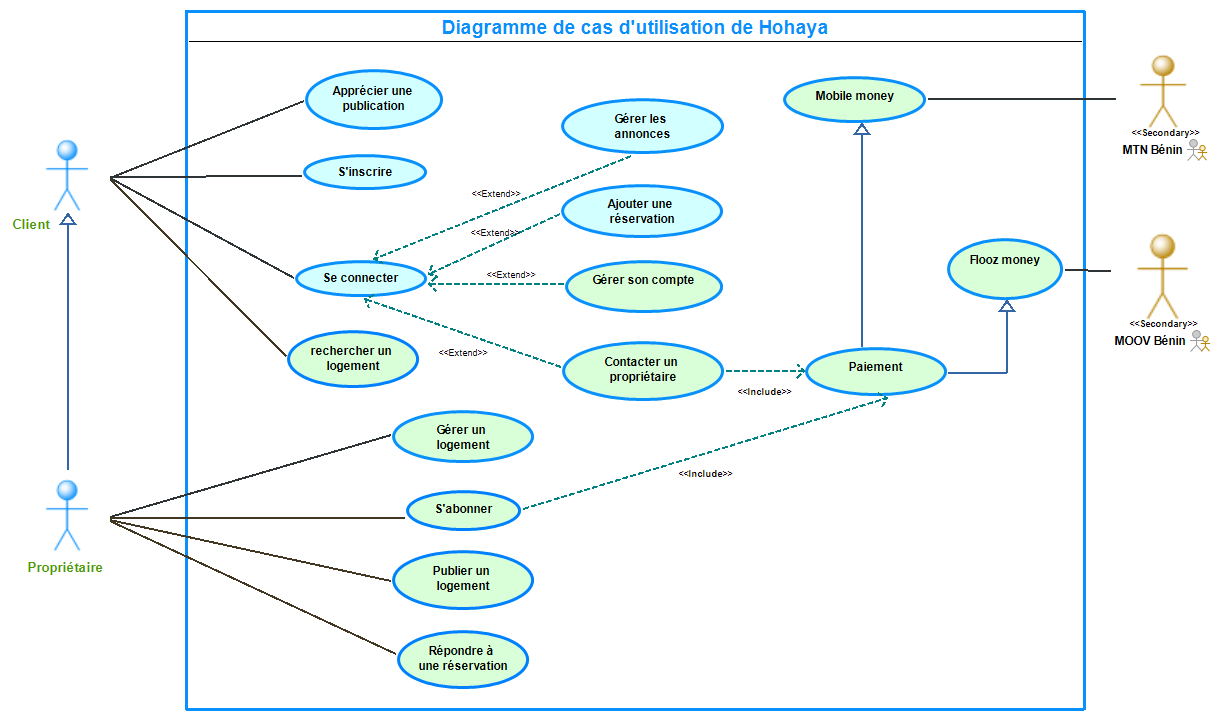 Diagramme de cas d'utilisation de Hohaya
Apprécier une
publication
S'inscrire
Se connecter
rechercher un
logement
Gérer les
annonces
Ajouter une
réservation
Gérer son compte
Contacter un
propriétaire
<<Extend>>
<<Extend>>
<<Extend>>
<<Extend>>
Mobile money
Flooz money
Paiement
<<Include>>
<<Include>>
Gérer un
logement
S'abonner
Publier un
logement
Répondre à
une réservation
Client
Propriétaire
<<Secondary>>
MTN Bénin
<<Secondary>>
MOOV Bénin